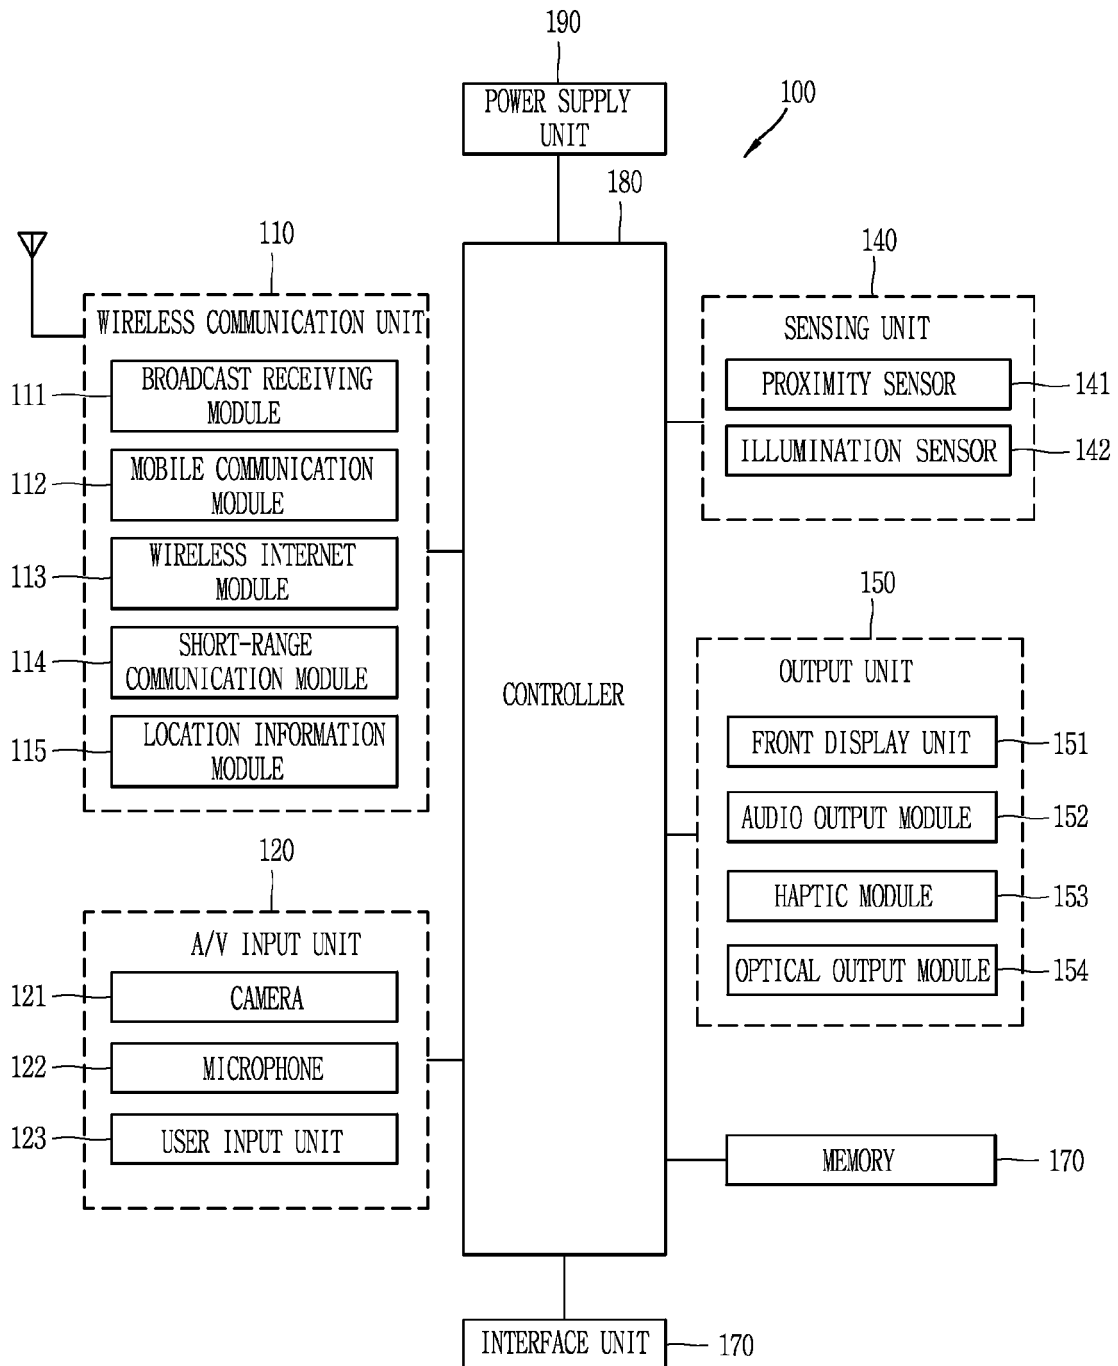 190
POWER SUPPLY
UNIT
100
180
110
WIRELESS COMMUNICATION UNIT
111
BROADCAST RECEIVING
MODULE
112
MOBILE COMMUNICATION
MODULE
113
WIRELESS INTERNET
MODULE
114
SHORT-RANGE
COMMUNICATION MODULE
115
LOCATION INFORMATION
MODULE
120
A/V INPUT UNIT
121
CAMERA
122
MICROPHONE
123
USER INPUT UNIT
CONTROLLER
140
SENSING UNIT
PROXIMITY SENSOR
141
ILLUMINATION SENSOR
142
150
OUTPUT UNIT
FRONT DISPLAY UNIT
151
AUDIO OUTPUT MODULE
152
HAPTIC MODULE
153
OPTICAL OUTPUT MODULE
154
MEMORY
170
INTERFACE UNIT
170